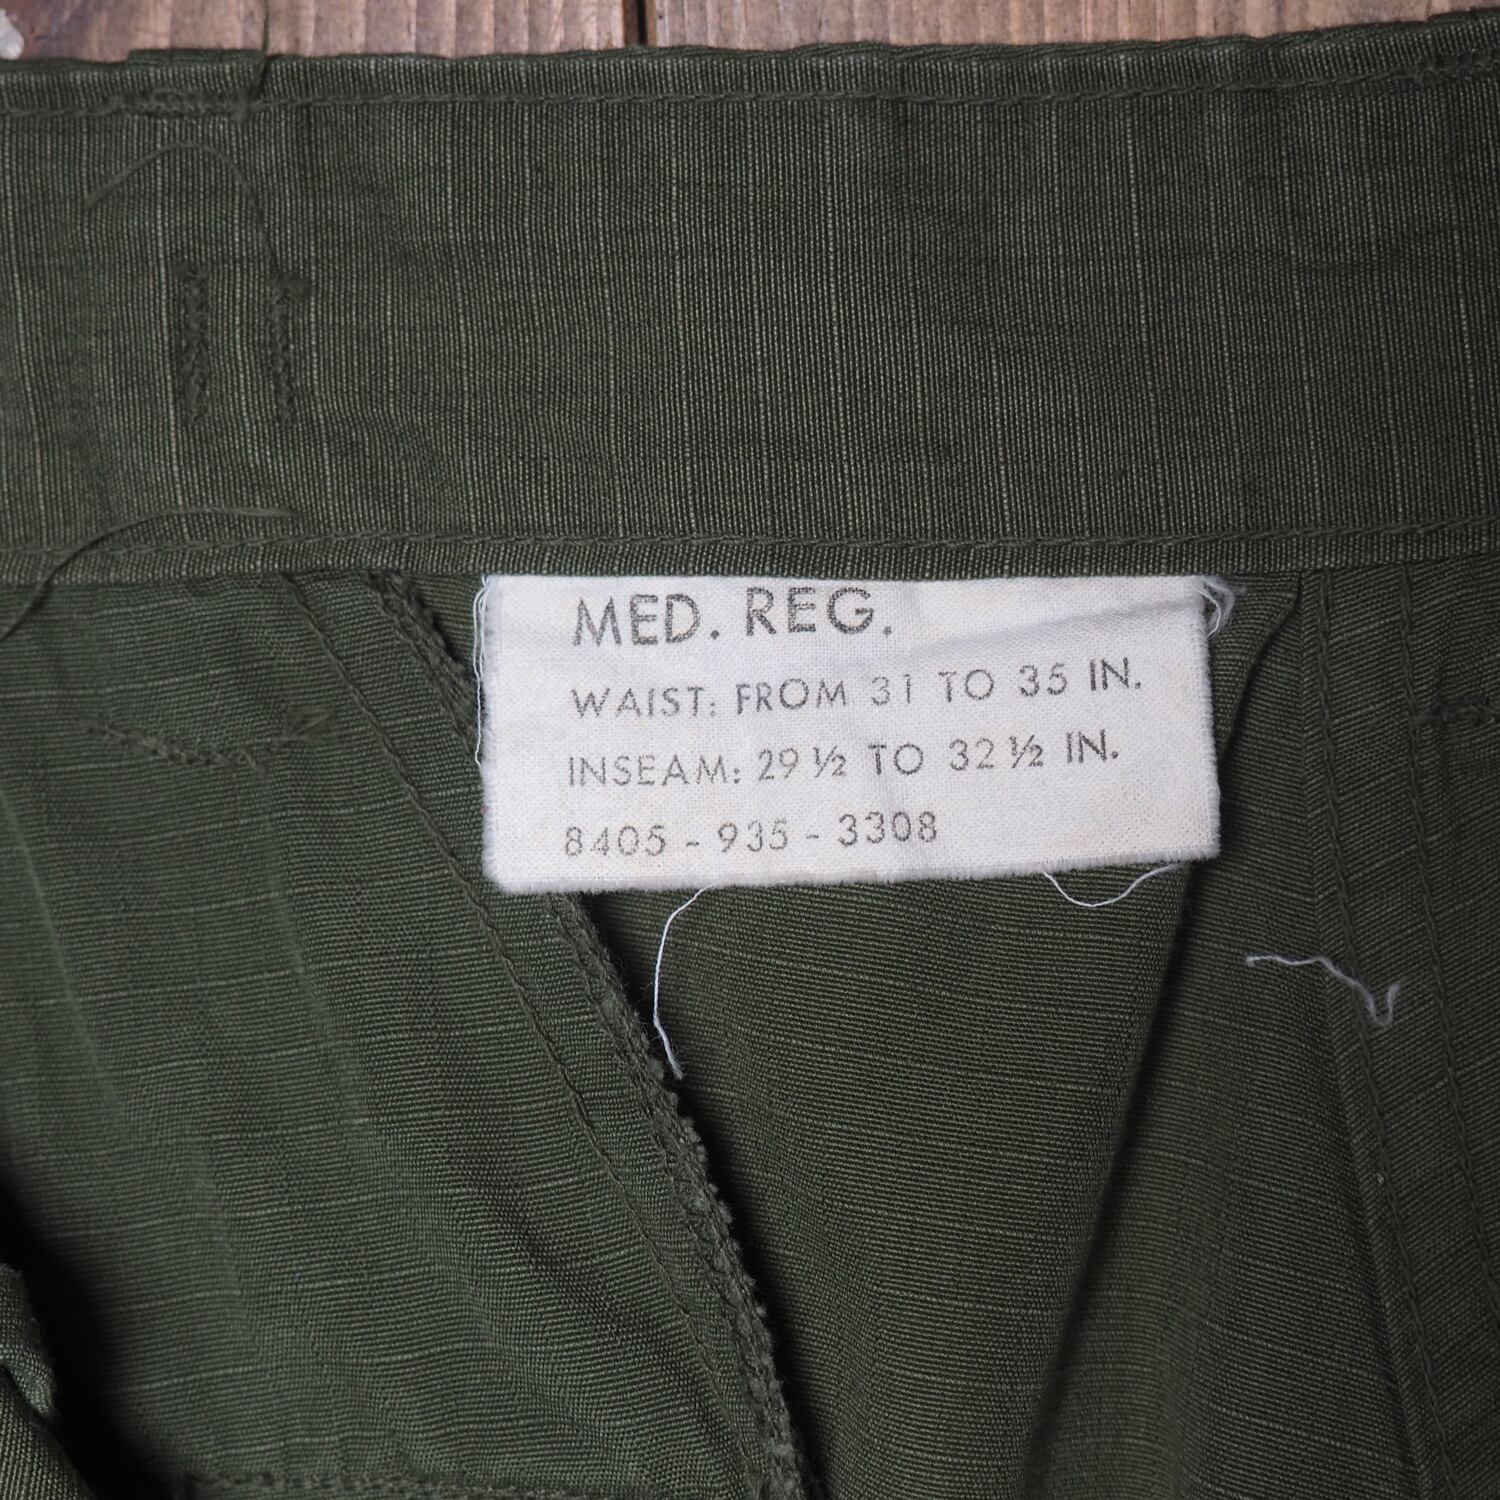 MED. REG.
WAIST: FROM 31 TO 35 IN.
INSEAM: 29 ½ TO 32 ½ IN.
8405 - 935 - 3308